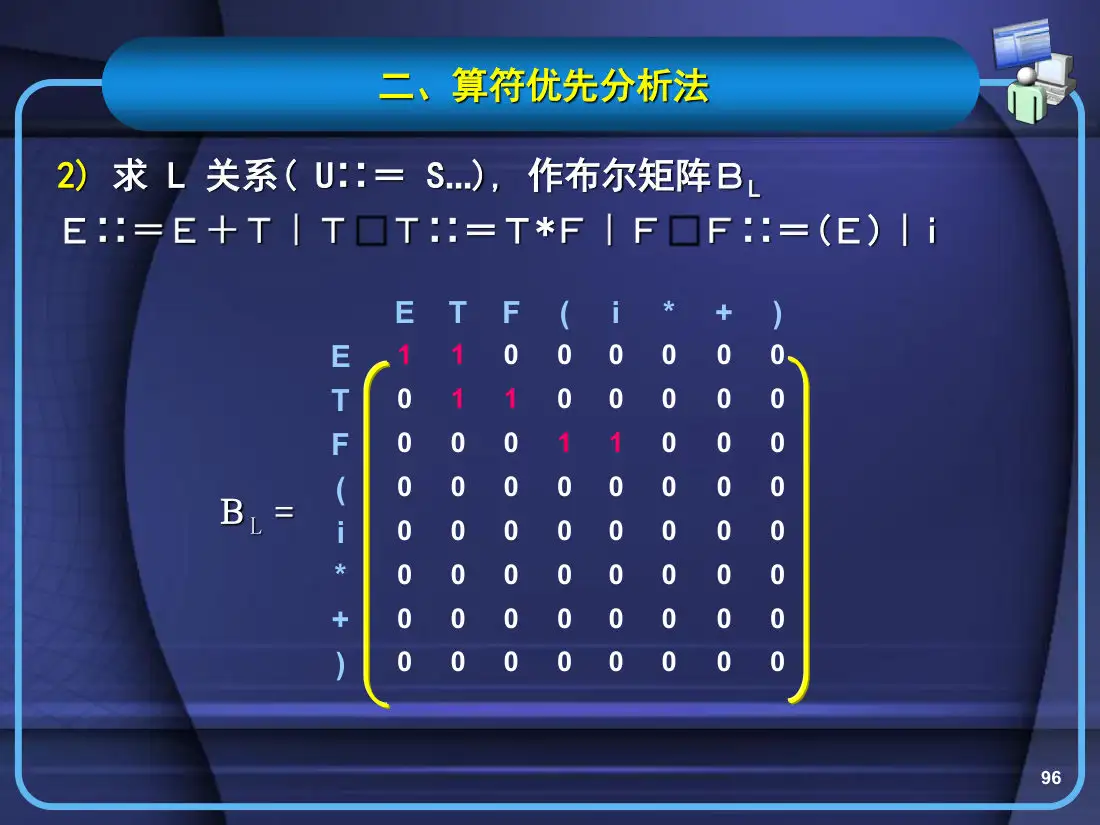 二、算符优先分析法
2) 求 L 关系( U∷＝ S…)，作布尔矩阵ＢL
Ｅ∷＝Ｅ＋Ｔ｜Ｔ□Ｔ∷＝Ｔ*Ｆ｜Ｆ□Ｆ∷＝(Ｅ)｜i
E T F ( i * + )
E 1 1 0 0 0 0 0 0
T 0 1 1 0 0 0 0 0
F 0 0 0 1 1 0 0 0
( 0 0 0 0 0 0 0 0
BL =
i 0 0 0 0 0 0 0 0
* 0 0 0 0 0 0 0 0
+ 0 0 0 0 0 0 0 0
) 0 0 0 0 0 0 0 0
96